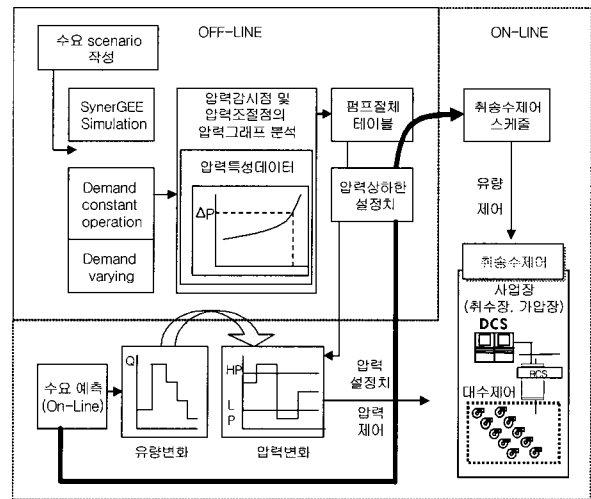 OFF-LINE
ON-LINE
수요 scenario
작성
SynerGEE
Simulation
Demand
constant
operation
Demand
varying
압력감시점 및
압력조절점의
압력그래프 분석
압력특성데이터
ΔP
펌프절체
테이블
압력상하한
설정치
취송수제어
스케줄
유량
제어
취송수제어
사업장
(취수장, 가압장)
DCS
RCS
대수제어
수요 예측
(On-Line)
Q
유량변화
HP
L
P
압력변화
압력
설정치
압력
제어